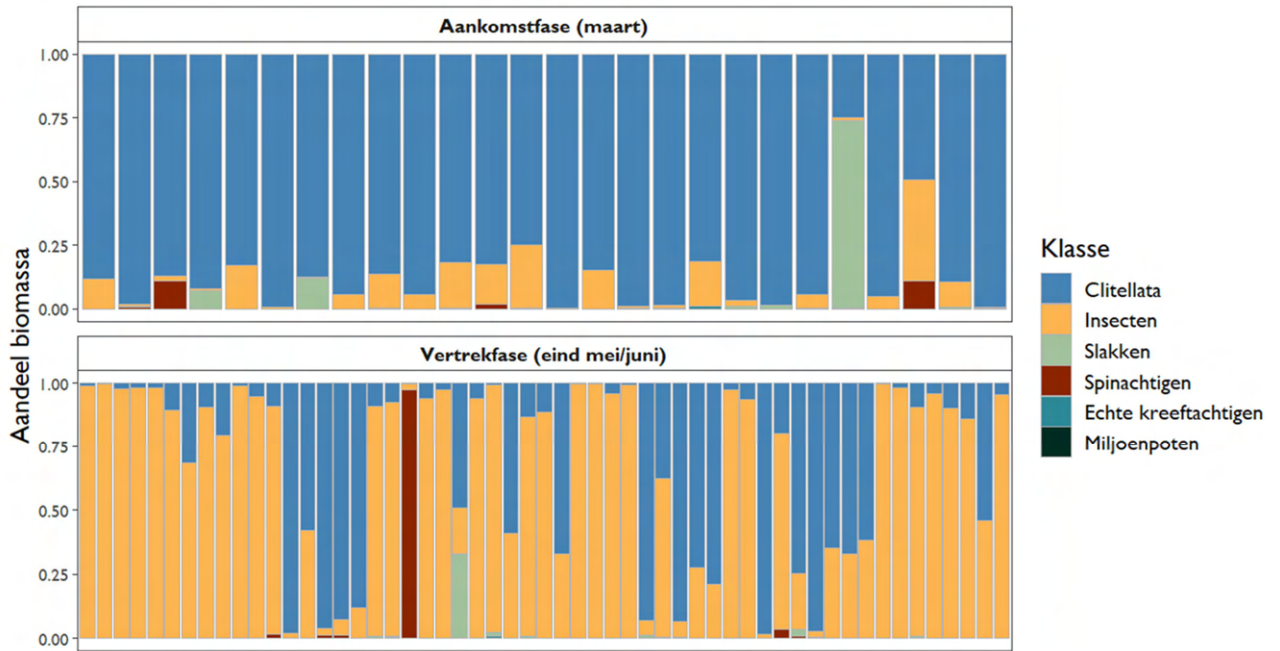 Aankomstfase (maart)
1.00
0.75
0.50
0.25
0.00
Vertrekfase (eind mei/juni)
1.00
0.75
0.50
0.25
0.00
Aandeel biomassa
Klasse
Clitellata
Insecten
Slakken
Spinachtigen
Echte kreeftachtigen
Miljoenpoten